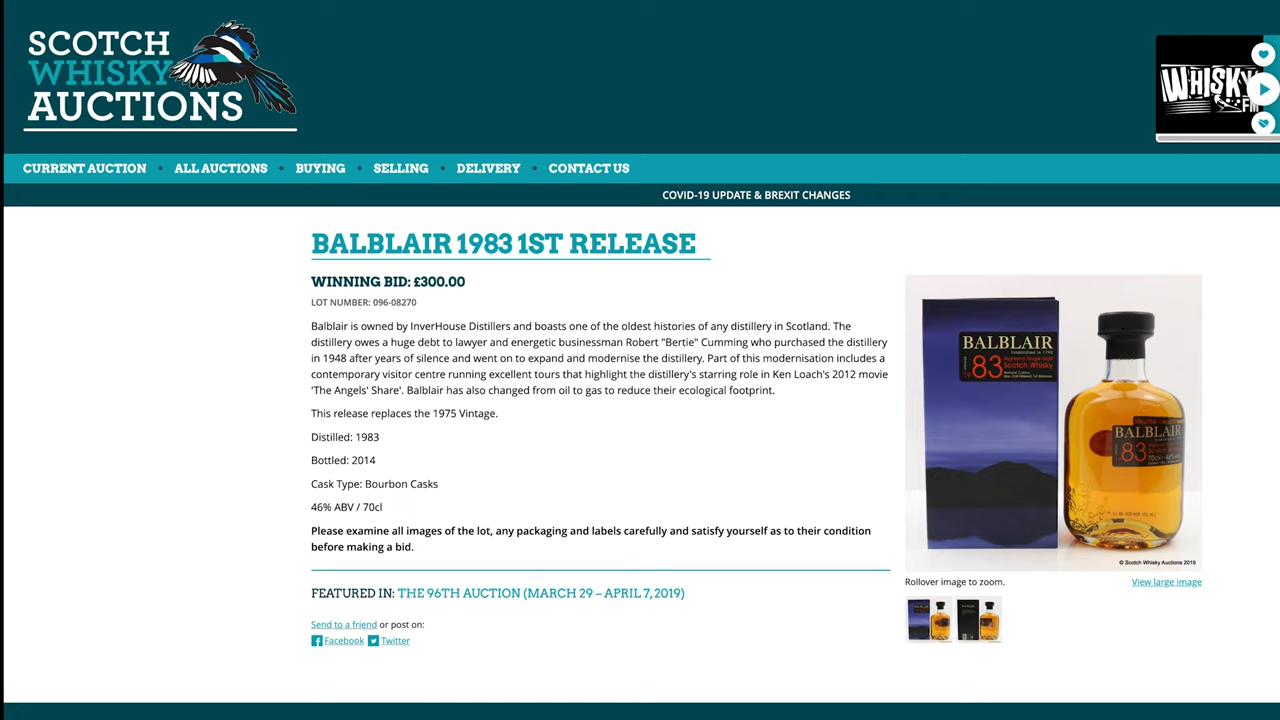 SCOTCH
WHISKY
AUCTIONS
WHISKY
FM
CURRENT AUCTION • ALL AUCTIONS • BUYING • SELLING • DELIVERY • CONTACT US
COVID-19 UPDATE & BREXIT CHANGES
BALBLAIR 1983 1ST RELEASE
WINNING BID: £300.00
LOT NUMBER: 096-08270
Balblair is owned by InverHouse Distillers and boasts one of the oldest histories of any distillery in Scotland. The
distillery owes a huge debt to lawyer and energetic businessman Robert "Bertie" Cumming who purchased the distillery
in 1948 after years of silence and went on to expand and modernise the distillery. Part of this modernisation includes a
contemporary visitor centre running excellent tours that highlight the distillery's starring role in Ken Loach's 2012 movie
'The Angels' Share'. Balblair has also changed from oil to gas to reduce their ecological footprint.
This release replaces the 1975 Vintage.
Distilled: 1983
Bottled: 2014
Cask Type: Bourbon Casks
46% ABV / 70cl
Please examine all images of the lot, any packaging and labels carefully and satisfy yourself as to their condition
before making a bid.
FEATURED IN: THE 96TH AUCTION (MARCH 29 – APRIL 7, 2019)
Send to a friend or post on:
Facebook Twitter
BALBLAIR
Established in 1790
Highland Single Malt
Scotch Whisky
83
BALBLAIR
83
70cl
© Scotch Whisky Auctions 2019
Rollover image to zoom.
View large image